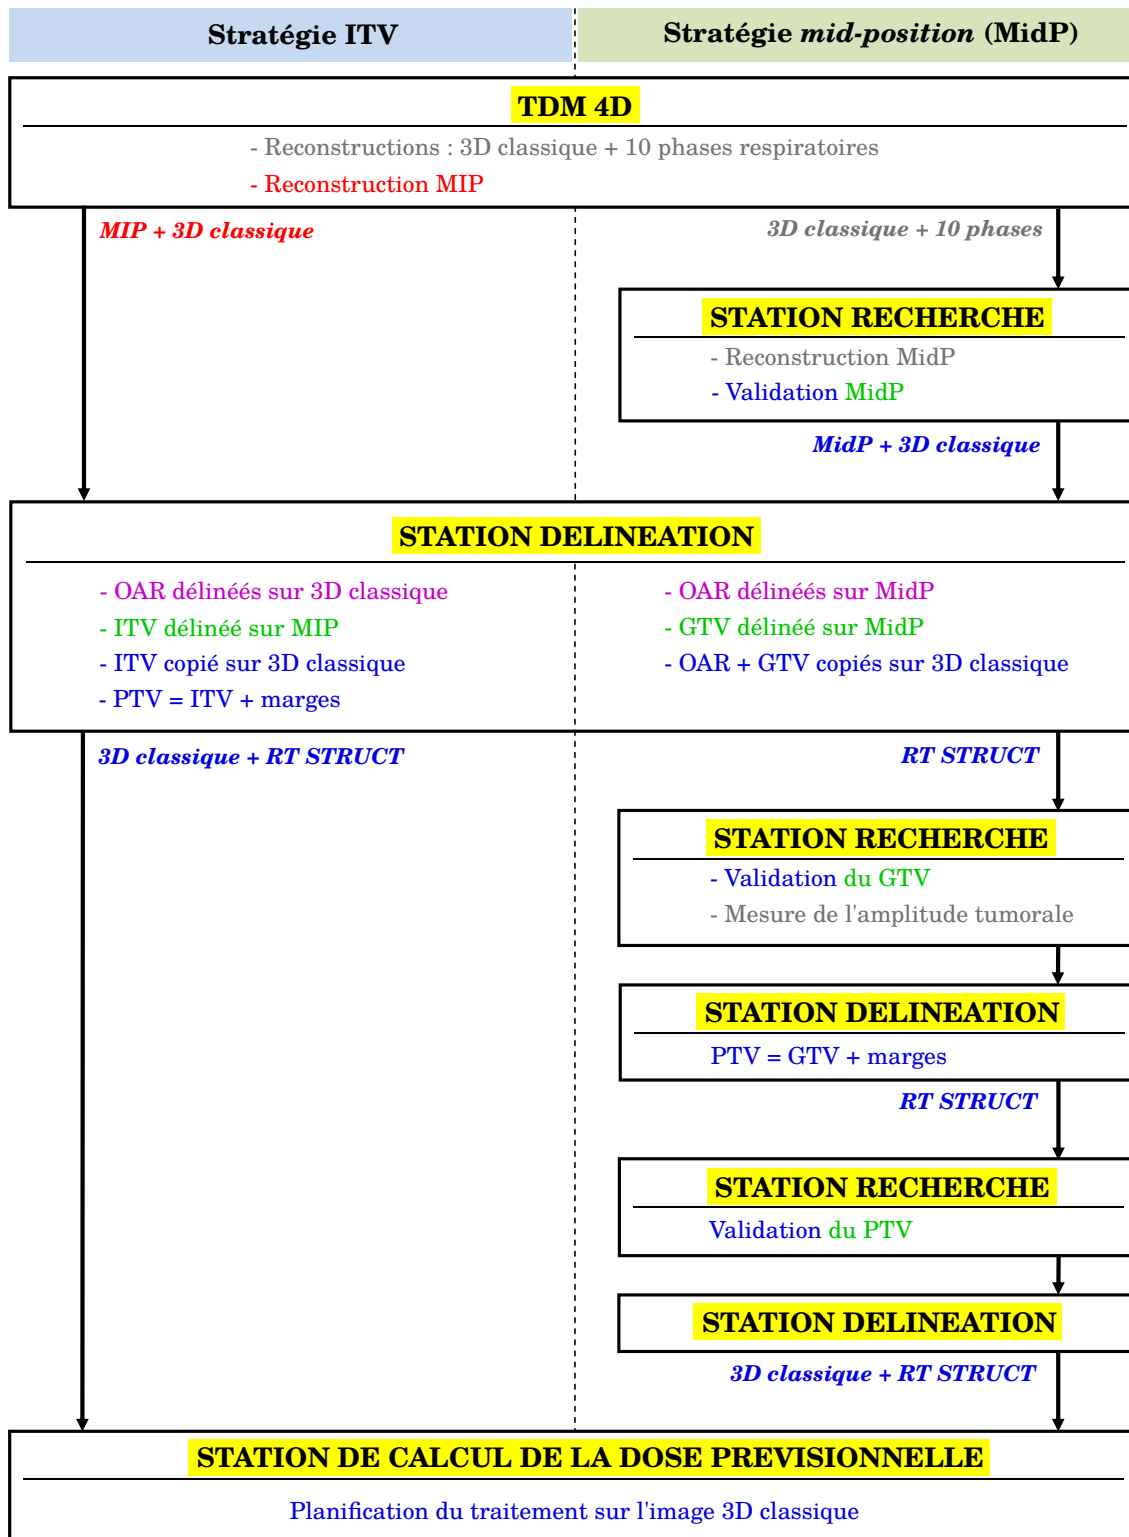 Stratégie ITV
Stratégie mid-position (MidP)
TDM 4D
- Reconstructions : 3D classique + 10 phases respiratoires
- Reconstruction MIP
MIP + 3D classique
3D classique + 10 phases
STATION RECHERCHE
- Reconstruction MidP
- Validation MidP
MidP + 3D classique
STATION DELINEATION
- OAR délinéés sur 3D classique
- ITV délinéé sur MIP
- ITV copié sur 3D classique
- PTV = ITV + marges
- OAR délinéés sur MidP
- GTV délinéé sur MidP
- OAR + GTV copiés sur 3D classique
3D classique + RT STRUCT
RT STRUCT
STATION RECHERCHE
- Validation du GTV
- Mesure de l'amplitude tumorale
STATION DELINEATION
PTV = GTV + marges
RT STRUCT
STATION RECHERCHE
Validation du PTV
STATION DELINEATION
3D classique + RT STRUCT
STATION DE CALCUL DE LA DOSE PREVISIONNELLE
Planification du traitement sur l'image 3D classique